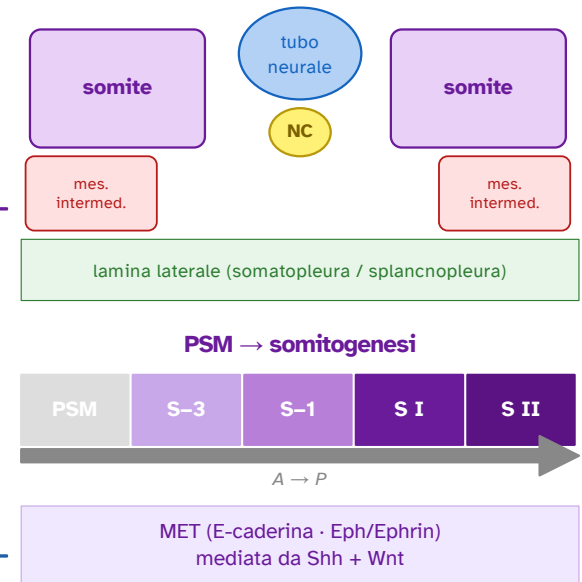 tubo
neurale
somite
somite
NC
mes.
intermed.
mes.
intermed.
lamina laterale (somatopleura / splancnopleura)
PSM → somitogenesi
PSM S−3 S−1 S I S II
A → P
MET (E-caderina · Eph/Ephrin)
mediata da Shh + Wnt